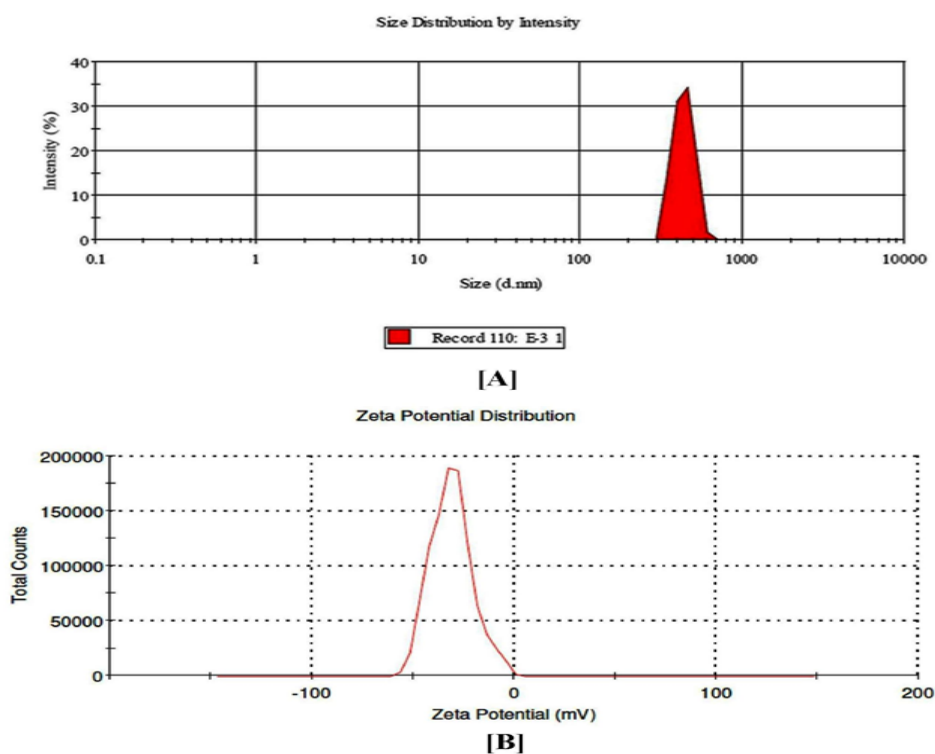 Size Distribution by Intensity
40
30
20
10
0
Intensity (%)
0.1 1 10 100 1000 10000
Size (d.nm)
Record 110: E-3 1
[A]
Zeta Potential Distribution
200000
150000
100000
50000
0
Total Counts
-100 0 100 200
Zeta Potential (mV)
[B]